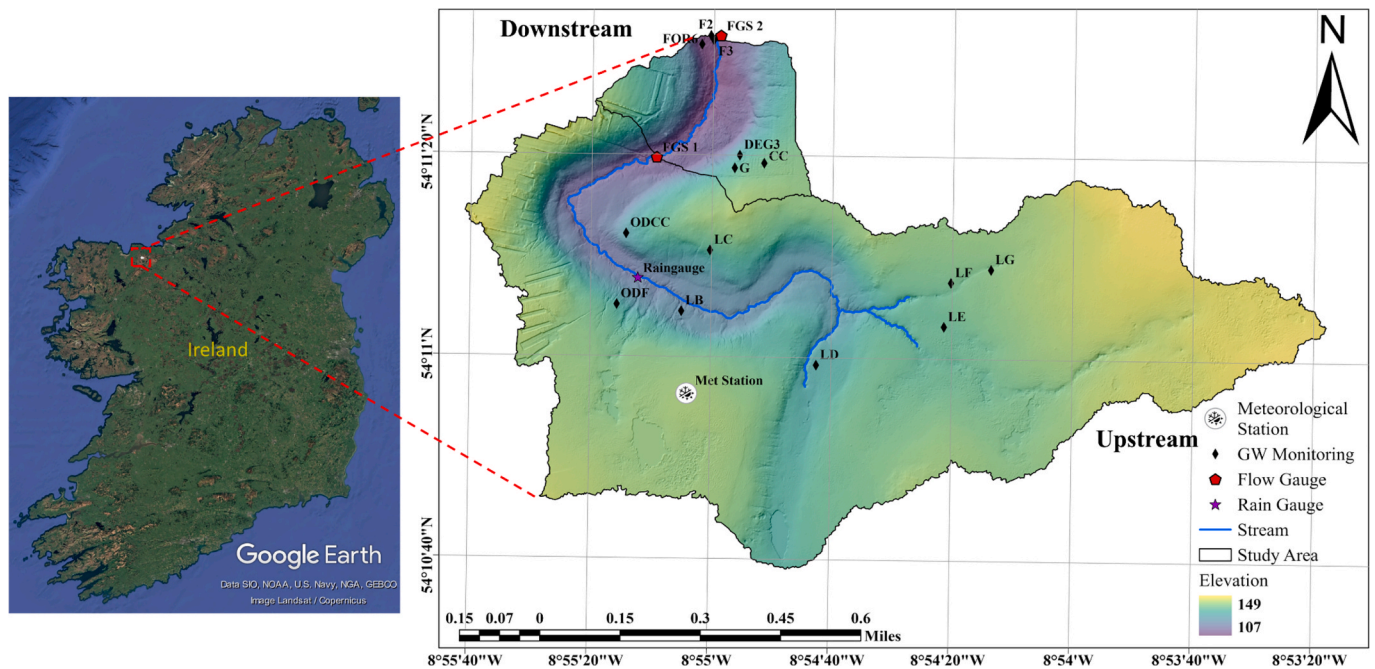 Ireland
Google Earth
Data SIO, NOAA, U.S. Navy, NGA, GEBCO
Image Landsat / Copernicus
Downstream
F2
FGS 2
FOR6
F3
N
54°11'20"N
FGS 1
DEG3
G
CC
ODCC
LC
Raingauge
ODF
LB
LF
LG
LE
54°11'N
LD
Met Station
Upstream
Meteorological
Station
GW Monitoring
Flow Gauge
Rain Gauge
Stream
Study Area
Elevation
149
107
54°10'40"N
0.15 0.07 0 0.15 0.3 0.45 0.6
Miles
8°55'40"W 8°55'20"W 8°55'W 8°54'40"W 8°54'20"W 8°54'W 8°53'40"W 8°53'20"W